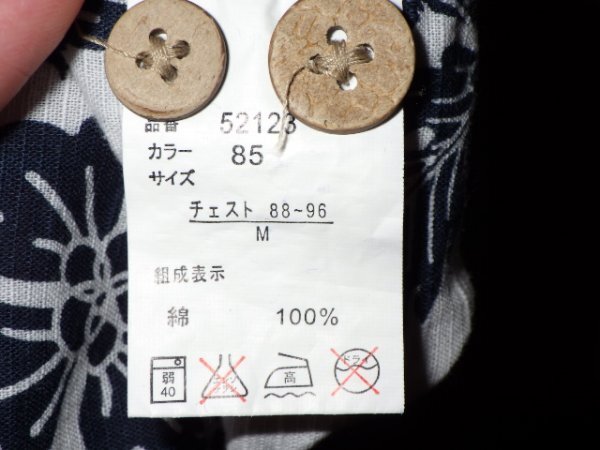 品番 52123
カラー 85
サイズ
チェスト 88~96
M
組成表示
綿 100%
弱 高 ドライ
40